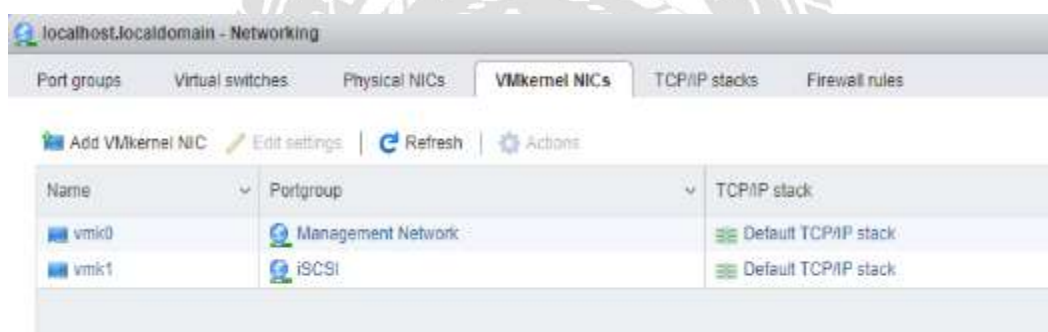 localhost.localdomain - Networking
Port groups Virtual switches Physical NICs VMkernel NICs TCP/IP stacks Firewall rules
Add VMkernel NIC Edit settings Refresh Actions
Name Portgroup TCP/IP stack
vmk0 Management Network Default TCP/IP stack
vmk1 iSCSI Default TCP/IP stack